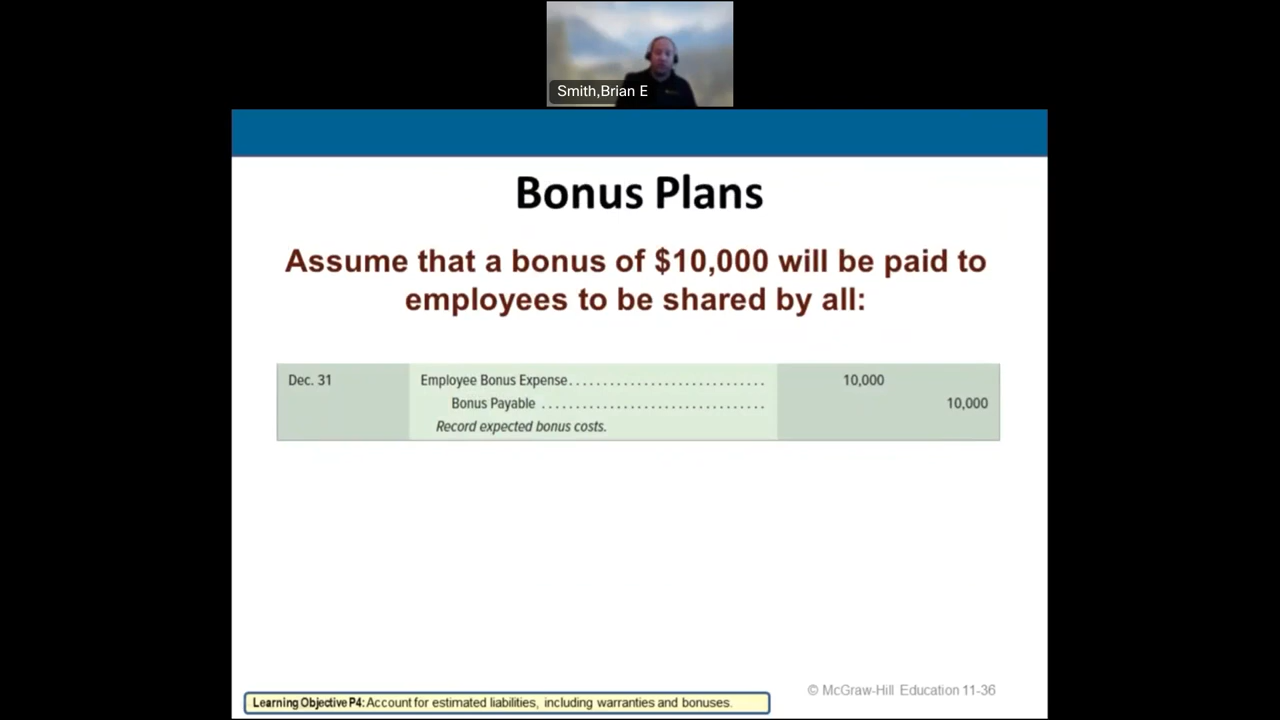 Smith,Brian E
Bonus Plans
Assume that a bonus of $10,000 will be paid to
employees to be shared by all:
Dec. 31 Employee Bonus Expense............................ 10,000
Bonus Payable ................................ 10,000
Record expected bonus costs.
© McGraw-Hill Education 11-36
Learning Objective P4: Account for estimated liabilities, including warranties and bonuses.